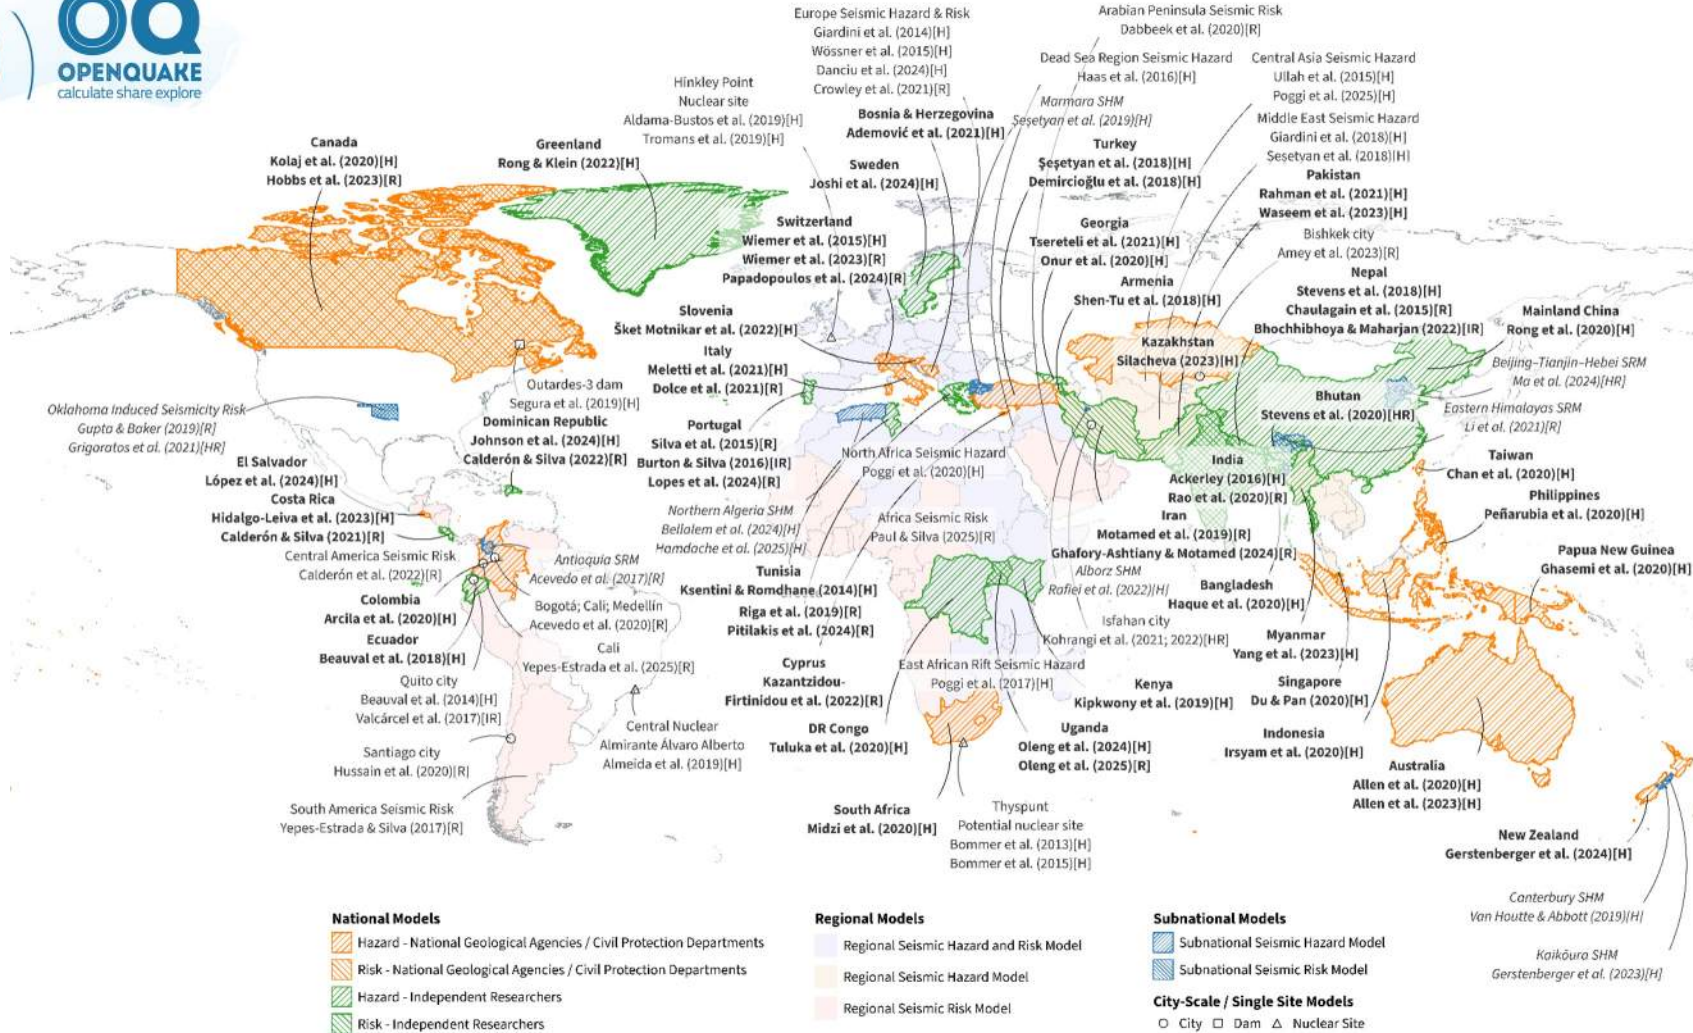 OQ
OPENQUAKE
calculate share explore
Europe Seismic Hazard & Risk
Giardini et al. (2014)[H]
Wössner et al. (2015)[H]
Danciu et al. (2024)[H]
Crowley et al. (2021)[R]
Arabian Peninsula Seismic Risk
Dabbeek et al. (2020)[R]
Dead Sea Region Seismic Hazard
Haas et al. (2016)[H]
Central Asia Seismic Hazard
Ullah et al. (2015)[H]
Poggi et al. (2025)[H]
Hinkley Point
Nuclear site
Aldama-Bustos et al. (2019)[H]
Tromans et al. (2019)[H]
Marmara SHM
Şeşetyan et al. (2019)[H]
Middle East Seismic Hazard
Giardini et al. (2018)[H]
Şeşetyan et al. (2018)[H]
Bosnia & Herzegovina
Ademović et al. (2021)[H]
Canada
Kolaj et al. (2020)[H]
Hobbs et al. (2023)[R]
Greenland
Rong & Klein (2022)[H]
Sweden
Joshi et al. (2024)[H]
Turkey
Şeşetyan et al. (2018)[H]
Demircioğlu et al. (2018)[H]
Pakistan
Rahman et al. (2021)[H]
Waseem et al. (2023)[H]
Switzerland
Wiemer et al. (2015)[H]
Wiemer et al. (2023)[R]
Papadopoulos et al. (2024)[R]
Georgia
Tsereteli et al. (2021)[H]
Onur et al. (2020)[H]
Bishkek city
Amey et al. (2023)[R]
Armenia
Shen-Tu et al. (2018)[H]
Nepal
Stevens et al. (2018)[H]
Chaulagain et al. (2015)[R]
Bhochhibhoya & Maharjan (2022)[IR]
Slovenia
Šket Motnikar et al. (2022)[H]
Mainland China
Rong et al. (2020)[H]
Kazakhstan
Silacheva (2023)[H]
Italy
Meletti et al. (2021)[H]
Dolce et al. (2021)[R]
Beijing–Tianjin–Hebei SRM
Ma et al. (2024)[HR]
Outardes-3 dam
Segura et al. (2019)[H]
Bhutan
Stevens et al. (2020)[HR]
Eastern Himalayas SRM
Li et al. (2021)[R]
Oklahoma Induced Seismicity Risk
Gupta & Baker (2019)[R]
Grigoratos et al. (2021)[HR]
Dominican Republic
Johnson et al. (2024)[H]
Calderón & Silva (2022)[R]
Portugal
Silva et al. (2015)[R]
Burton & Silva (2016)[IR]
Lopes et al. (2024)[R]
North Africa Seismic Hazard
Poggi et al. (2020)[H]
India
Ackerley (2016)[H]
Rao et al. (2020)[R]
Taiwan
Chan et al. (2020)[H]
El Salvador
López et al. (2024)[H]
Costa Rica
Hidalgo-Leiva et al. (2023)[H]
Calderón & Silva (2021)[R]
Philippines
Peñarubia et al. (2020)[H]
Northern Algeria SHM
Bellalem et al. (2024)[H]
Hamdache et al. (2025)[H]
Africa Seismic Risk
Paul & Silva (2025)[R]
Iran
Motamed et al. (2019)[R]
Ghafory-Ashtiany & Motamed (2024)[R]
Central America Seismic Risk
Calderón et al. (2022)[R]
Antioquia SRM
Acevedo et al. (2017)[R]
Papua New Guinea
Ghasemi et al. (2020)[H]
Alborz SHM
Rafiei et al. (2022)[H]
Tunisia
Ksentini & Romdhane (2014)[H]
Riga et al. (2019)[R]
Pitilakis et al. (2024)[R]
Bangladesh
Haque et al. (2020)[H]
Colombia
Arcila et al. (2020)[H]
Bogotá; Cali; Medellín
Acevedo et al. (2020)[R]
Isfahan city
Kohrangi et al. (2021; 2022)[HR]
Ecuador
Beauval et al. (2018)[H]
Cali
Yepes-Estrada et al. (2025)[R]
Myanmar
Yang et al. (2023)[H]
Cyprus
Kazantzidou-
Firtinidou et al. (2022)[R]
East African Rift Seismic Hazard
Poggi et al. (2017)[H]
Quito city
Beauval et al. (2014)[H]
Valcárcel et al. (2017)[IR]
Kenya
Kipkwony et al. (2019)[H]
Singapore
Du & Pan (2020)[H]
Central Nuclear
Almirante Álvaro Alberto
Almeida et al. (2019)[H]
DR Congo
Tuluka et al. (2020)[H]
Uganda
Oleng et al. (2024)[H]
Oleng et al. (2025)[R]
Indonesia
Irsyam et al. (2020)[H]
Santiago city
Hussain et al. (2020)[R]
Australia
Allen et al. (2020)[H]
Allen et al. (2023)[H]
South America Seismic Risk
Yepes-Estrada & Silva (2017)[R]
South Africa
Midzi et al. (2020)[H]
Thyspunt
Potential nuclear site
Bommer et al. (2013)[H]
Bommer et al. (2015)[H]
New Zealand
Gerstenberger et al. (2024)[H]
Canterbury SHM
Van Houtte & Abbott (2019)[H]
Kaikōura SHM
Gerstenberger et al. (2023)[H]
National Models
Hazard - National Geological Agencies / Civil Protection Departments
Risk - National Geological Agencies / Civil Protection Departments
Hazard - Independent Researchers
Risk - Independent Researchers
Regional Models
Regional Seismic Hazard and Risk Model
Regional Seismic Hazard Model
Regional Seismic Risk Model
Subnational Models
Subnational Seismic Hazard Model
Subnational Seismic Risk Model
City-Scale / Single Site Models
City
Dam
Nuclear Site